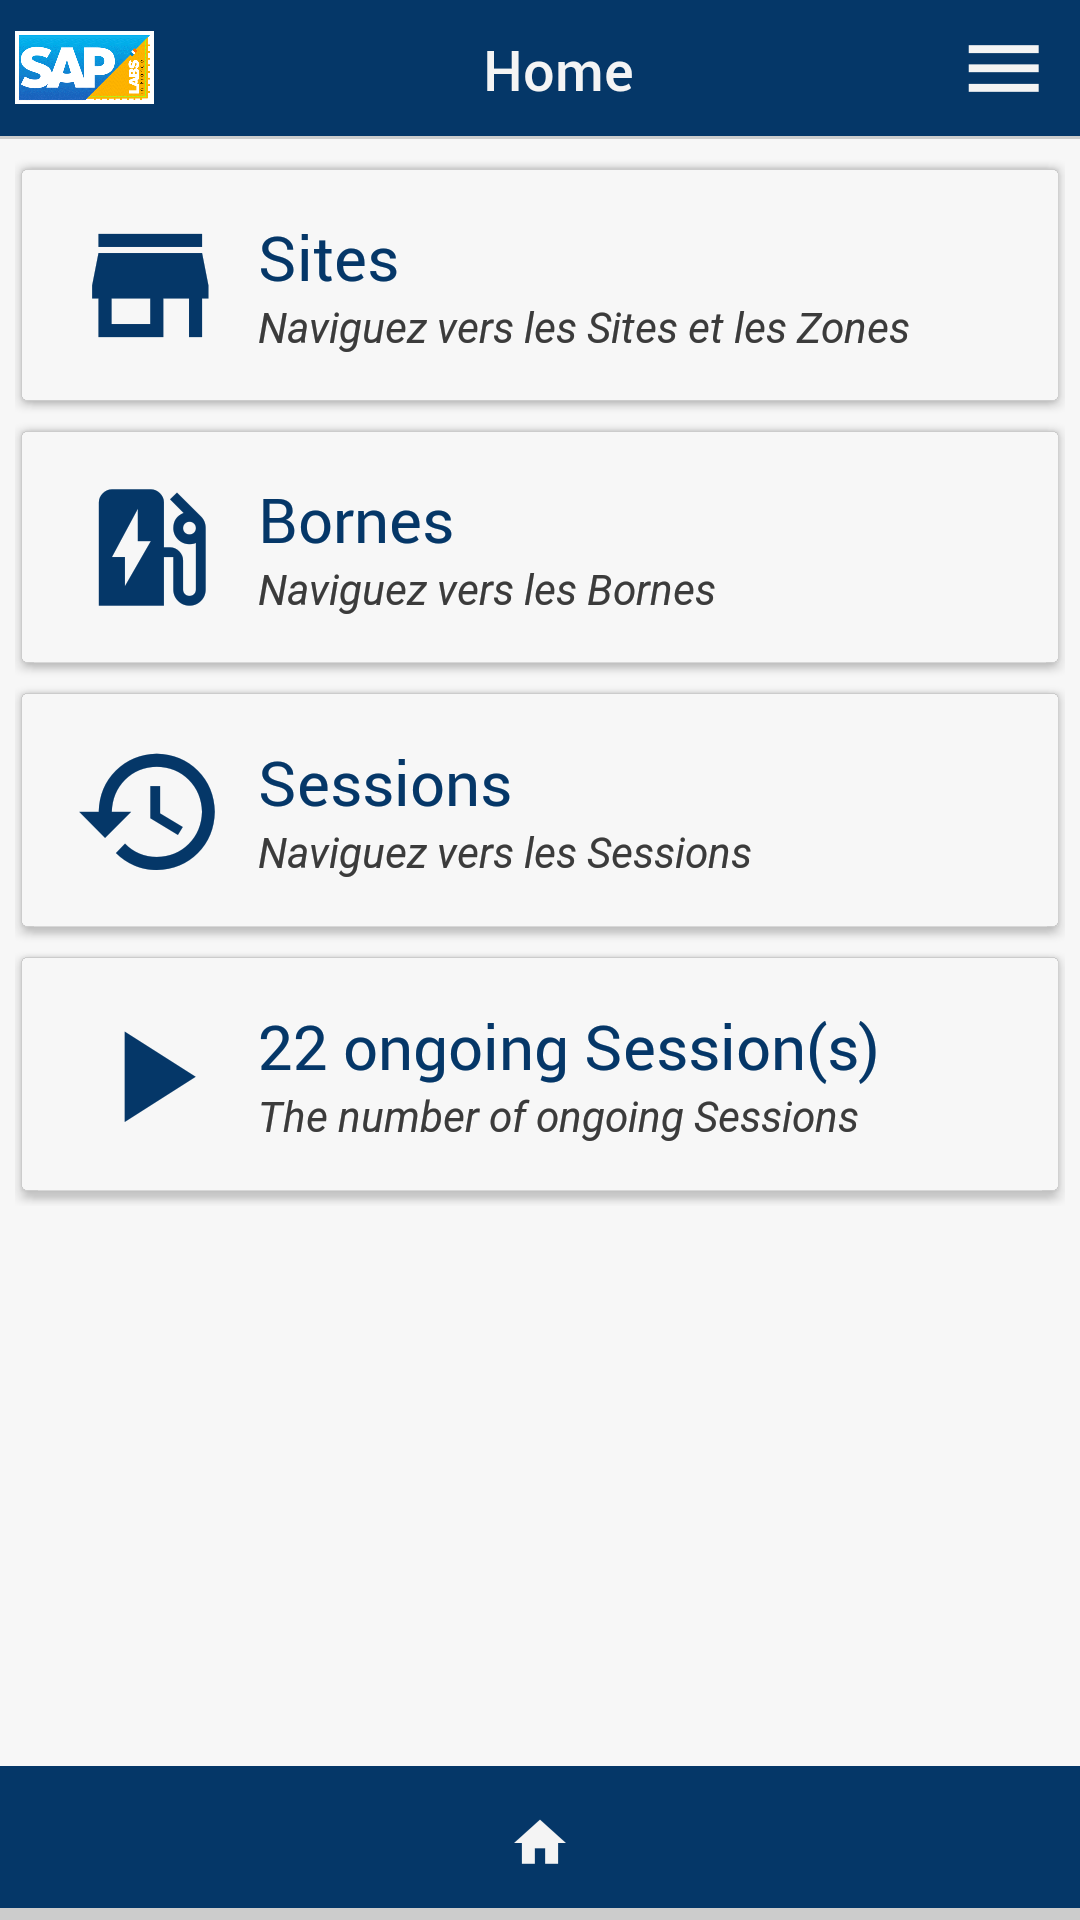 SAP LABS
Home
Sites
Naviguez vers les Sites et les Zones
Bornes
Naviguez vers les Bornes
Sessions
Naviguez vers les Sessions
22 ongoing Session(s)
The number of ongoing Sessions